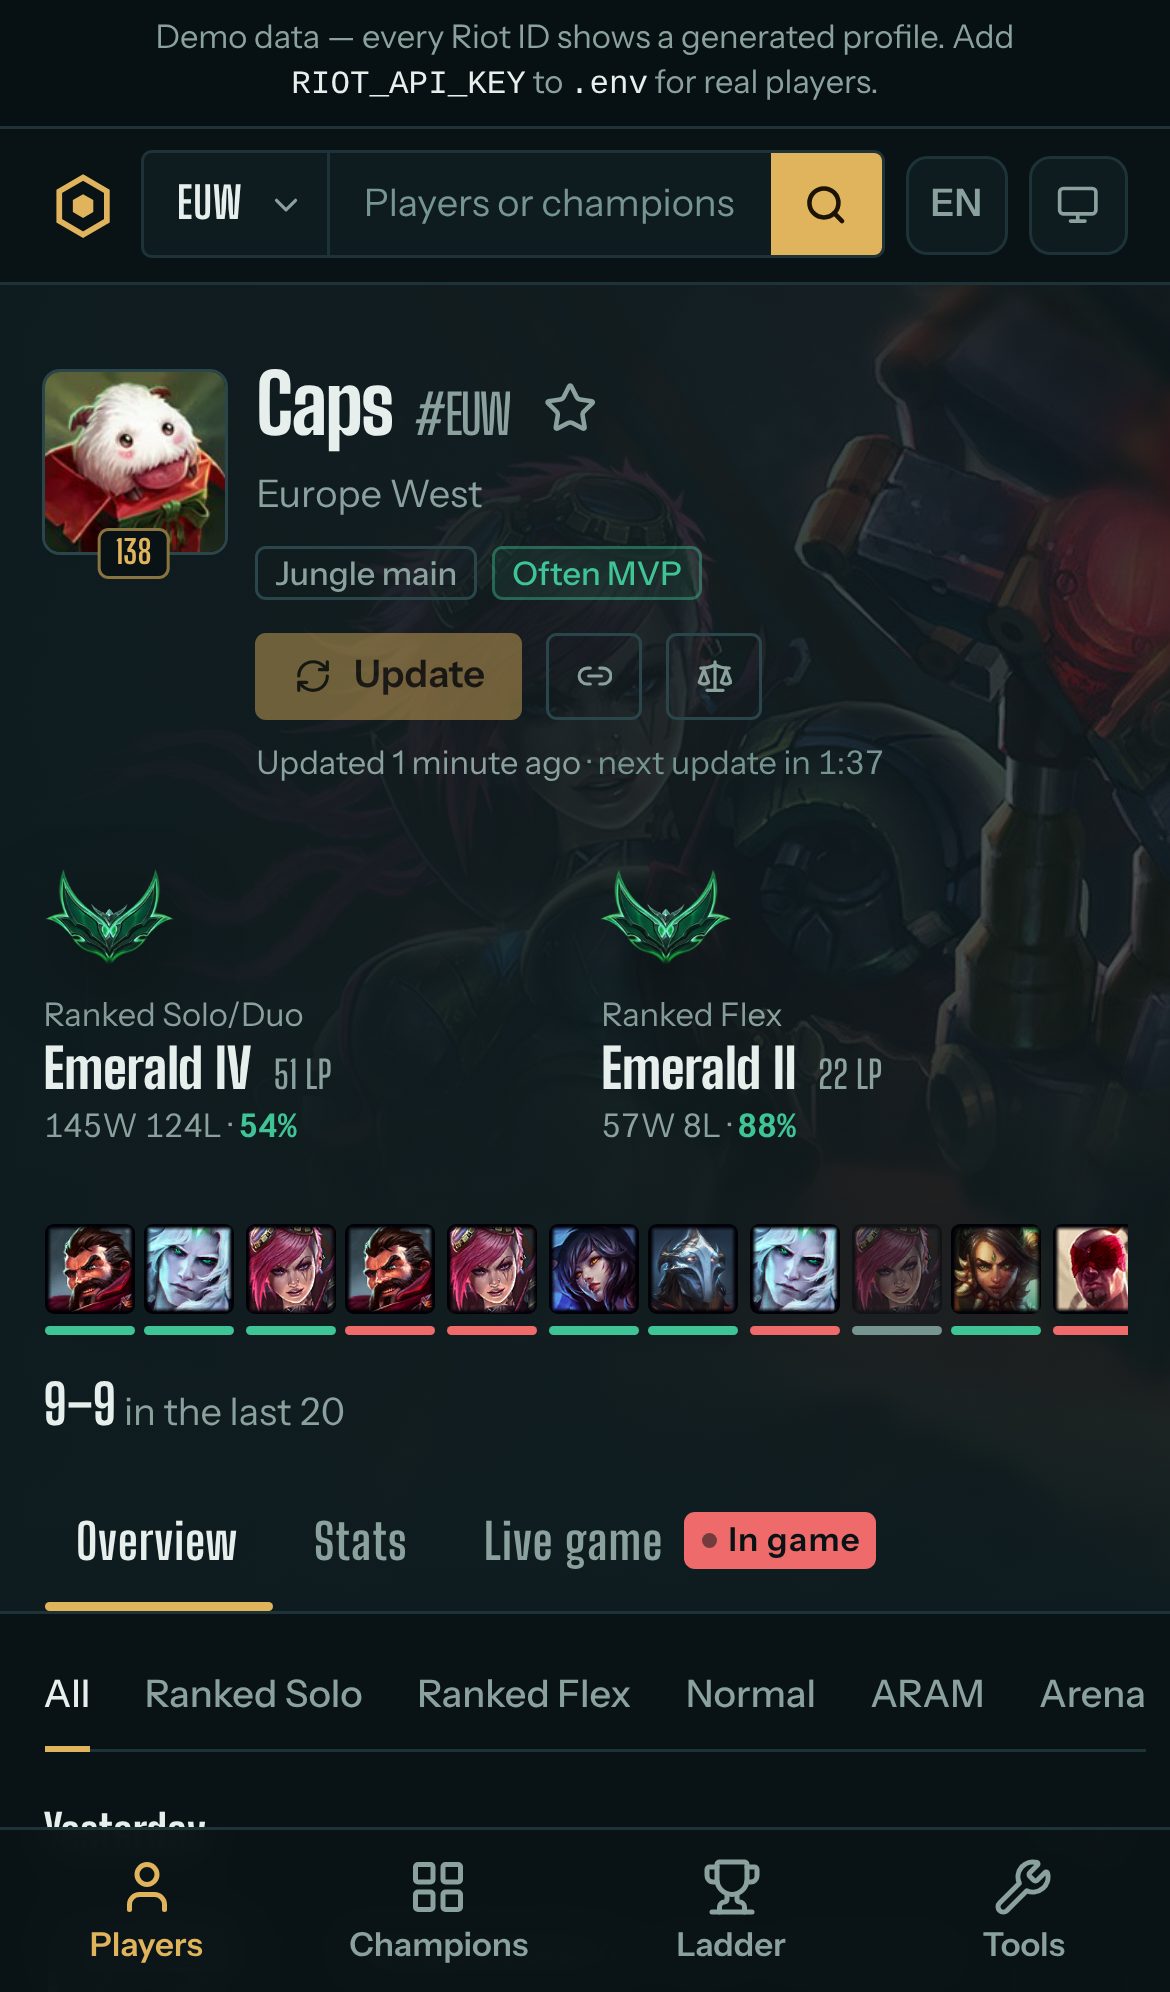 Demo data — every Riot ID shows a generated profile. Add
RIOT_API_KEY to .env for real players.
EUW
Players or champions
EN
Caps #EUW
Europe West
138
Jungle main
Often MVP
Update
Updated 1 minute ago · next update in 1:37
Ranked Solo/Duo
Emerald IV 51 LP
145W 124L · 54%
Ranked Flex
Emerald II 22 LP
57W 8L · 88%
9–9 in the last 20
Overview
Stats
Live game
In game
All
Ranked Solo
Ranked Flex
Normal
ARAM
Arena
Yesterday
Players
Champions
Ladder
Tools